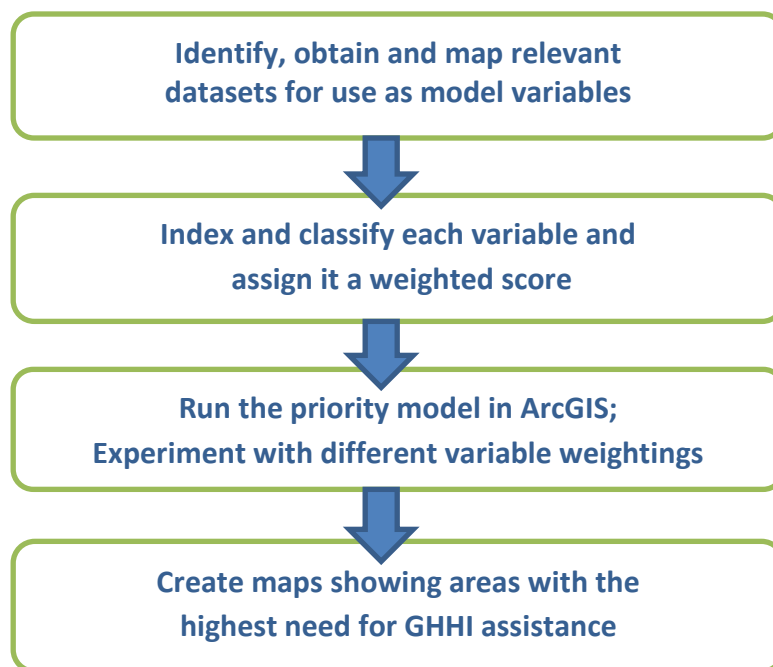 Identify, obtain and map relevant
datasets for use as model variables
Index and classify each variable and
assign it a weighted score
Run the priority model in ArcGIS;
Experiment with different variable weightings
Create maps showing areas with the
highest need for GHHI assistance